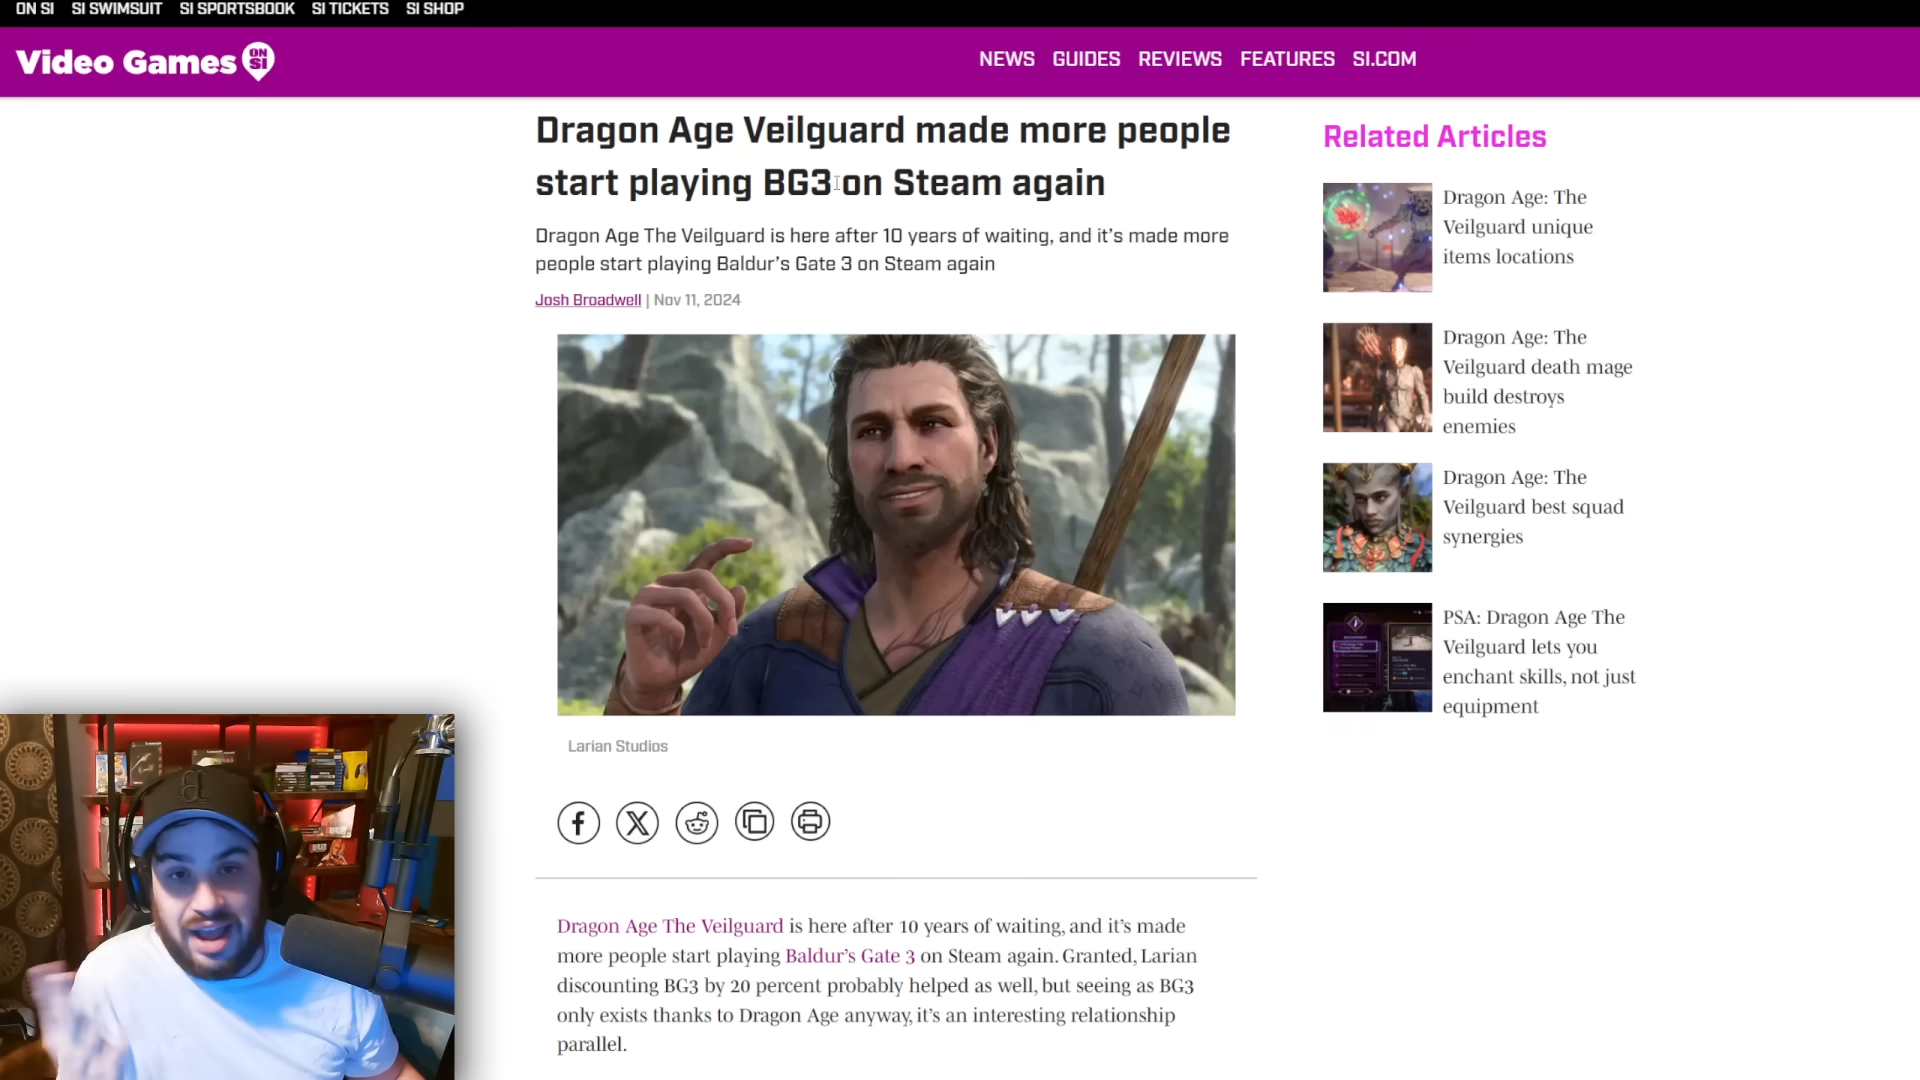 ON SI SI SWIMSUIT SI SPORTSBOOK SI TICKETS SI SHOP
Video Games ON SI
NEWS GUIDES REVIEWS FEATURES SI.COM
Dragon Age Veilguard made more people
start playing BG3 on Steam again
Dragon Age The Veilguard is here after 10 years of waiting, and it's made more
people start playing Baldur's Gate 3 on Steam again
Josh Broadwell | Nov 11, 2024
Larian Studios
Dragon Age The Veilguard is here after 10 years of waiting, and it's made
more people start playing Baldur's Gate 3 on Steam again. Granted, Larian
discounting BG3 by 20 percent probably helped as well, but seeing as BG3
only exists thanks to Dragon Age anyway, it's an interesting relationship
parallel.
Related Articles
Dragon Age: The
Veilguard unique
items locations
Dragon Age: The
Veilguard death mage
build destroys
enemies
Dragon Age: The
Veilguard best squad
synergies
PSA: Dragon Age The
Veilguard lets you
enchant skills, not just
equipment